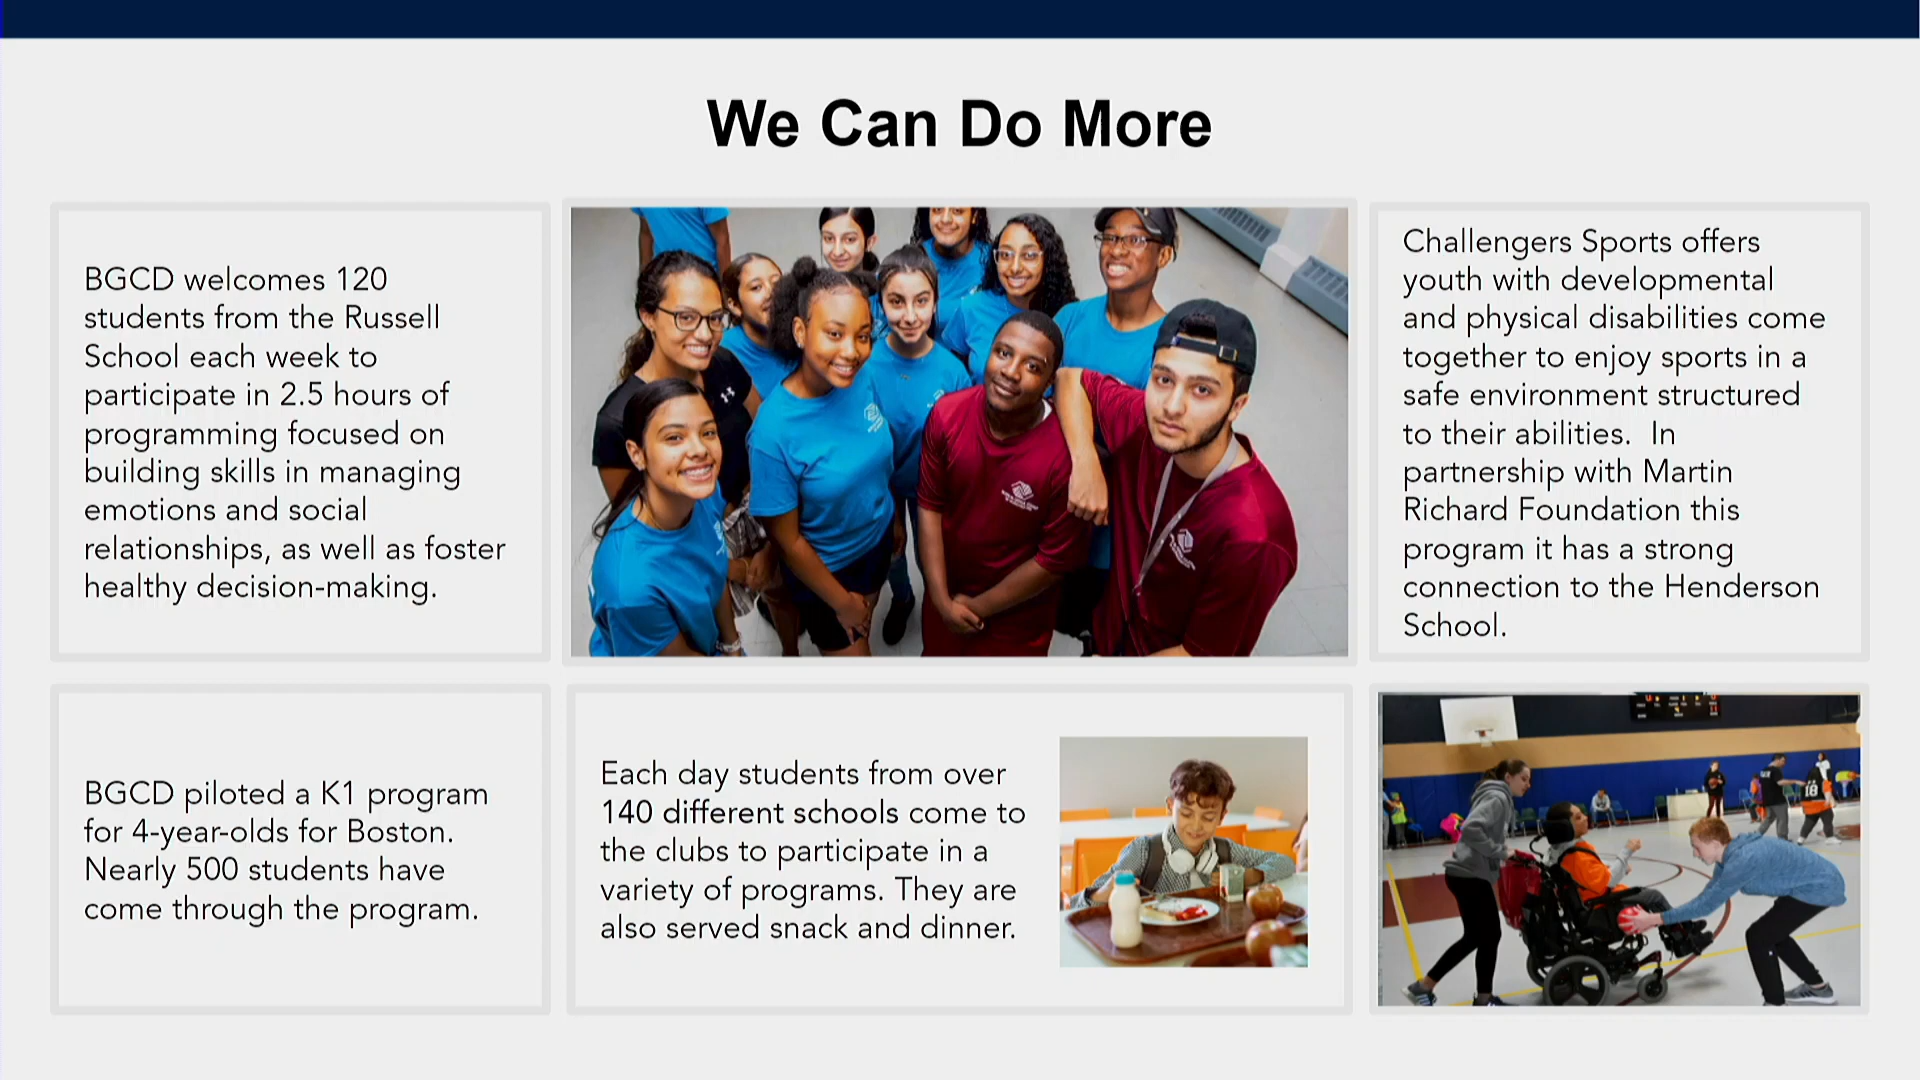 We Can Do More
BGCD welcomes 120
students from the Russell
School each week to
participate in 2.5 hours of
programming focused on
building skills in managing
emotions and social
relationships, as well as foster
healthy decision-making.
Challengers Sports offers
youth with developmental
and physical disabilities come
together to enjoy sports in a
safe environment structured
to their abilities.  In
partnership with Martin
Richard Foundation this
program it has a strong
connection to the Henderson
School.
BGCD piloted a K1 program
for 4-year-olds for Boston.
Nearly 500 students have
come through the program.
Each day students from over
140 different schools come to
the clubs to participate in a
variety of programs. They are
also served snack and dinner.
18